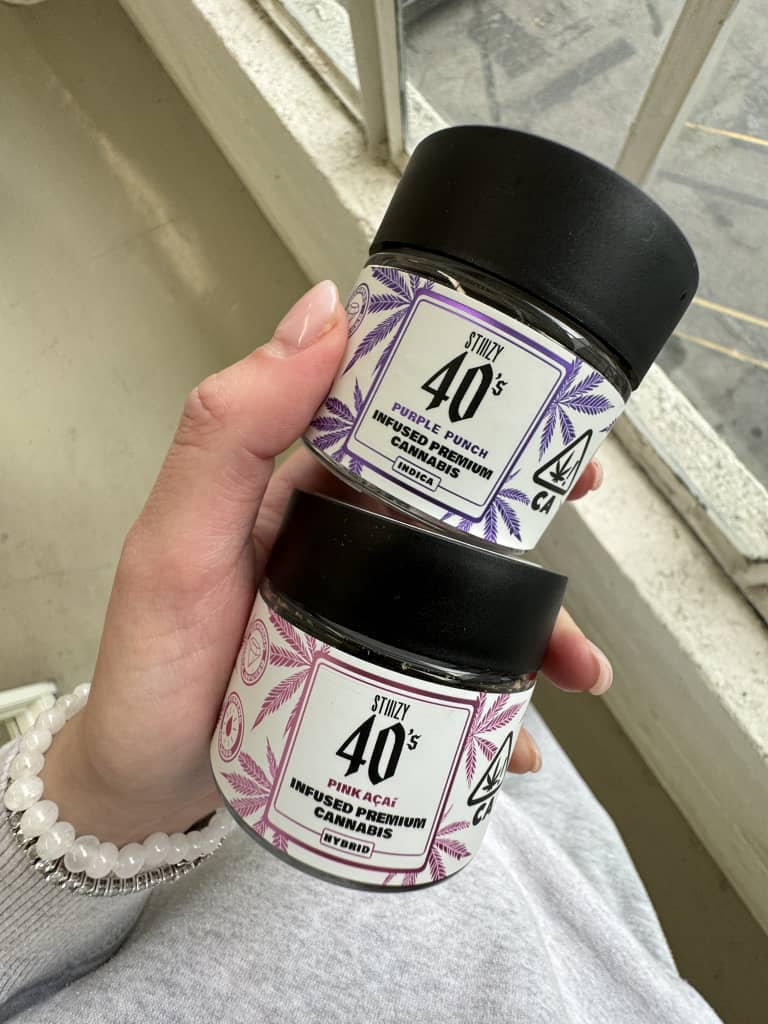 STIIIZY
40's
PURPLE PUNCH
INFUSED PREMIUM
CANNABIS
INDICA
CA
STIIIZY
40's
PINK AÇAÍ
INFUSED PREMIUM
CANNABIS
HYBRID
CA